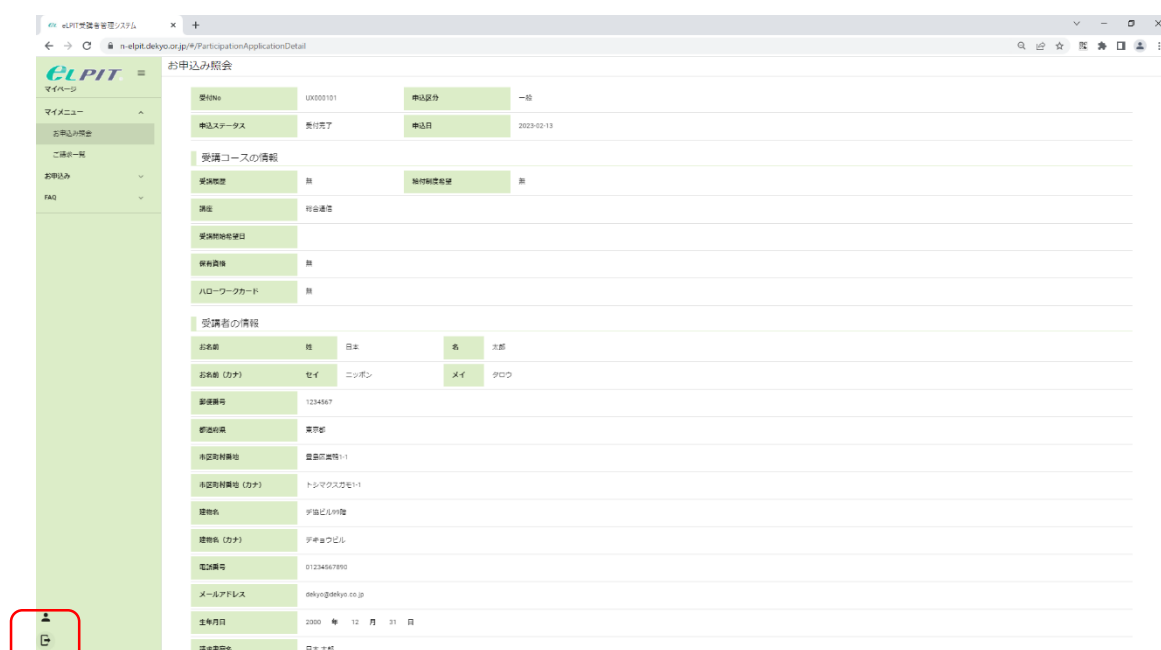 eLPIT eLPIT受講者管理システム
n-elpit.dekyo.or.jp/#/ParticipationApplicationDetail
eLPIT
お申込み照会
マイページ
マイメニュー
お申込み照会
ご請求一覧
お申込み
FAQ
受付No UX000101 申込区分 一般
申込ステータス 受付完了 申込日 2023-02-13
受講コースの情報
受講履歴 無 給付制度希望 無
講座 総合通信
受講開始希望日
保有資格 無
ハローワークカード 無
受講者の情報
お名前 姓 日本 名 太郎
お名前（カナ） セイ ニッポン メイ タロウ
郵便番号 1234567
都道府県 東京都
市区町村番地 豊島区巣鴨1-1
市区町村番地（カナ） トシマクスガモ1-1
建物名 デ協ビル99階
建物名（カナ） デキョウビル
電話番号 01234567890
メールアドレス dekyo@dekyo.co.jp
生年月日 2000 年 12 月 31 日
請求書宛名 日本 太郎